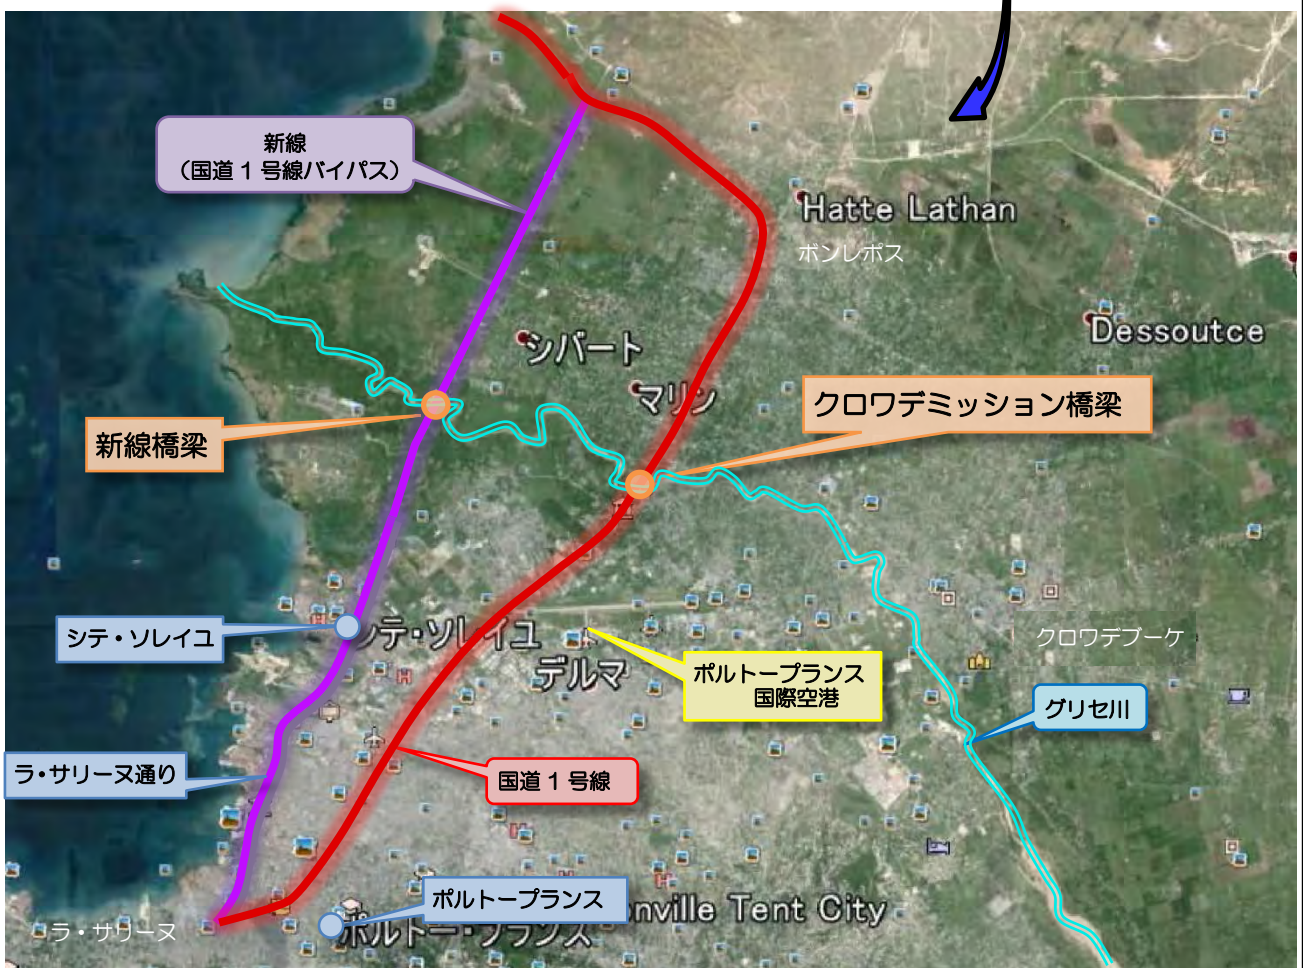 新線
（国道１号線バイパス）
Hatte Lathan
ボンレポス
Dessoutce
シバート
マリン
クロワデミッション橋梁
新線橋梁
シテ・ソレイユ
シテ・ソレイユ
デルマ
クロワデブーケ
ポルトープランス
国際空港
グリセ川
ラ・サリーヌ通り
国道１号線
ポルトープランス
nville Tent City
ラ・サリーヌ
ポルトー・プランス